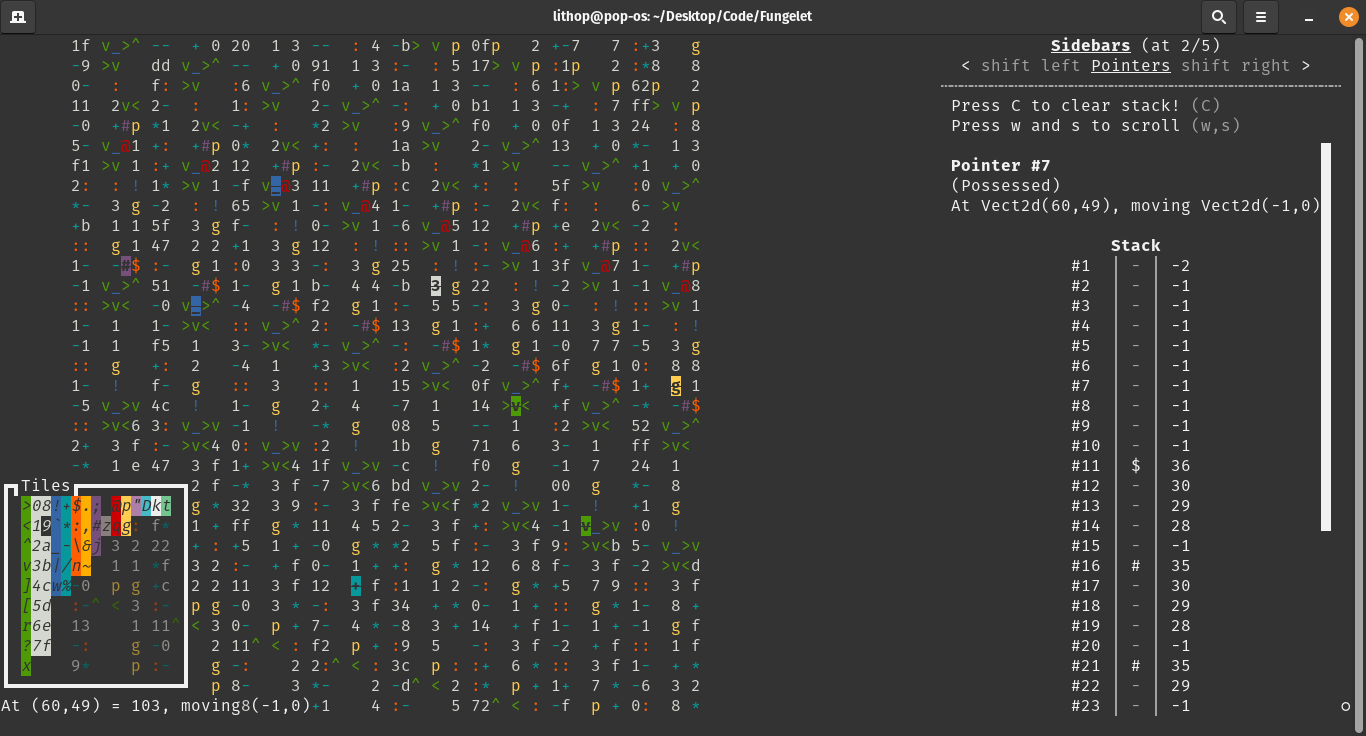 lithop@pop-os: ~/Desktop/Code/Fungelet
1f v_>^ -- + 0 20 1 3 -- : 4 -b> v p 0fp 2 +-7 7 :+3 g
-9 >v dd v_>^ -- + 0 91 1 3 :- : 5 17> v p :1p 2 :*8 8
0- : f: >v :6 v_>^ f0 + 0 1a 1 3 -- : 6 1:> v p 62p 2
11 2v< 2- : 1: >v 2- v_>^ :- + 0 b1 1 3 -+ : 7 ff> v p
-0 +#p *1 2v< -+ : *2 >v :9 v_>^ f0 + 0 0f 1 3 24 : 8
5- v_@1 +: +#p 0* 2v< -: : 1a >v 2- v_>^ 13 + 0 *- 1 3
f1 >v 1 :+ v_@2 12 +#p :- 2v< -b : *1 >v -- v_>^ +1 + 0
2: : ! 1* >v 1 -f v_@3 11 +#p :c 2v< +: : 5f >v :0 v_>^
*- 3 g -2 : ! 65 >v 1 -: v_@4 1- +#p :- 2v< f: : 6- >v
+b 1 1 5f 3 g f- : ! 0- >v 1 -6 v_@5 12 +#p +e 2v< -2 :
:: g 1 47 2 2 +1 3 g 12 : ! :: >v 1 - v_@6 : +#p :: 2v<
1- -#$ :- g 1 :0 3 3 -: 3 g 25 : ! :- >v 1 3f v_@7 1- +#p
-1 v_>^ 51 -#$ 1- g 1 b- 4 4 -b 3 g 22 : ! -2 >v 1 -1 v_@8
:: >v< -0 v_>^ -4 -#$ f2 g 1 :- 5 5 :- 3 g 0- : ! :: >v 1
1- 1 1- >v< :: v_>^ 2: -#$ 13 g 1 :+ 6 6 11 3 g 1- : !
-1 1 f5 1 3- >v< *- v_>^ -: -#$ 1* g 1 -0 7 7 -5 3 g
:: g +: 2 -4 1 +3 >v< :2 v_>^ -2 -#$ 6f g 1 0: 8 8
1- ! f- g :: 3 :: 1 15 >v< 0f v_>^ f+ -#$ 1+ g 1
-5 v_>v 4c ! 1- g 2+ 4 -7 1 14 >v< +f v_>^ -* -#$
:: >v<6 3: v_>v -1 ! -* g 08 5 -- 1 :2 >v< 52 v_>^
2+ 3 f :- >v<4 0: v_>v :2 ! 1b g 71 6 3- 1 ff >v<
-* 1 e 47 3 f 1+ >v<4 1f v_>v -c ! f0 g -1 7 24 1
Tiles
2 f -* 3 f -7 >v<6 bd v_>v 2- ! 00 g *- 8
g * 32 3 9 :- 3 f fe >v<f *2 v_>v 1- ! +1 g
1 + ff g * 11 4 5 2- 3 f +: >v<4 -1 v_>v :0 !
+ : +5 1 + -0 g * *2 5 f :- 3 f 9: >v<b 5- v_>v
3 2 :- + f 0- 1 + +: g * 12 6 8 f- 3 f -2 >v<d
2 2 11 3 f 12 + f :1 1 2 -: g * +5 7 9 :: 3 f
p g -0 3 * -: 3 f 34 + * 0- 1 + :: g * 1- 8 +
< 3 0- p + 7- 4 * -8 3 + 14 + f 1- 1 + -1 g f
2 11^ < : f2 p + :9 5 -: 3 f -2 + f :: 1 f
g -: 2 2:^ < : 3c p : :+ 6 * :: 3 f 1- + *
p 8- 3 *- 2 -d^ < 2 :* p + 1+ 7 * -6 3 2
At (60,49) = 103, moving8(-1,0)+1 4 :- 5 72^ < : -f p + 0: 8 *
Sidebars (at 2/5)
< shift left Pointers shift right >
Press C to clear stack! (C)
Press w and s to scroll (w,s)
Pointer #7
(Possessed)
At Vect2d(60,49), moving Vect2d(-1,0)
Stack
#1 - -2
#2 - -1
#3 - -1
#4 - -1
#5 - -1
#6 - -1
#7 - -1
#8 - -1
#9 - -1
#10 - -1
#11 $ 36
#12 - 30
#13 - 29
#14 - 28
#15 - -1
#16 # 35
#17 - 30
#18 - 29
#19 - 28
#20 - -1
#21 # 35
#22 - 29
#23 - -1